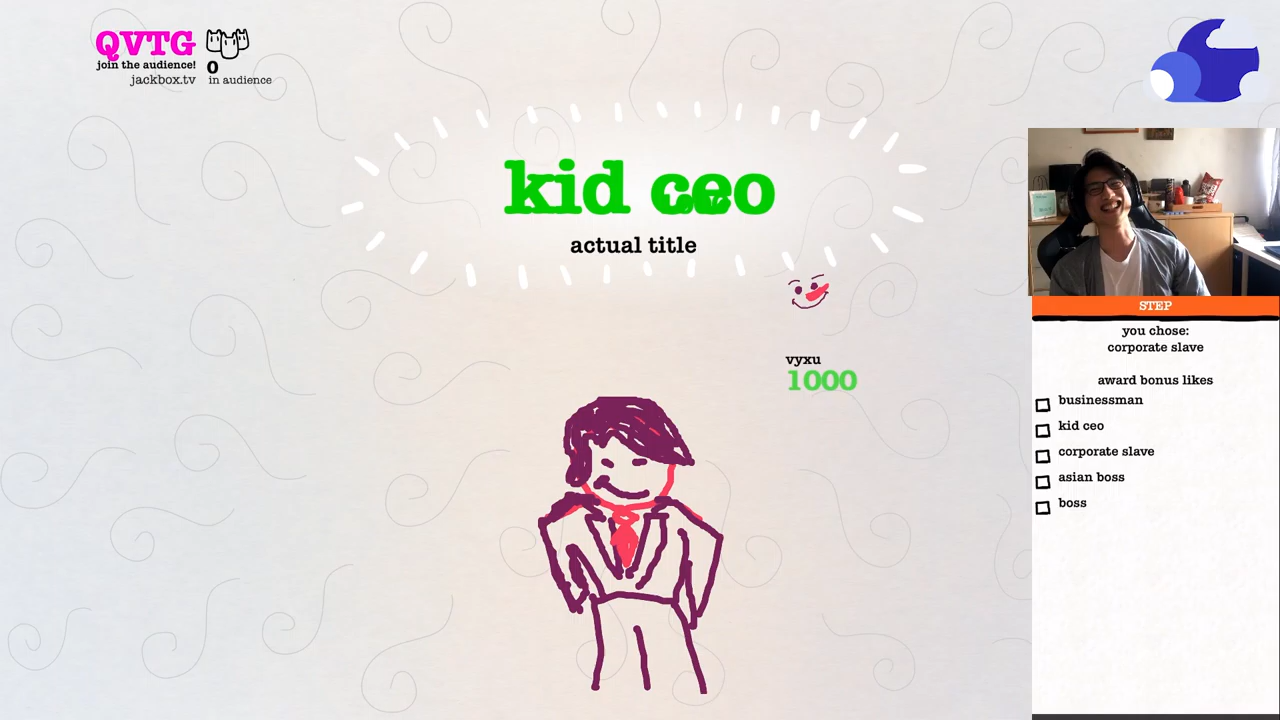 QVTG
join the audience!
jackbox.tv
0
in audience
kid ceo
actual title
vyxu
1000
STEP
you chose:
corporate slave
award bonus likes
businessman
kid ceo
corporate slave
asian boss
boss